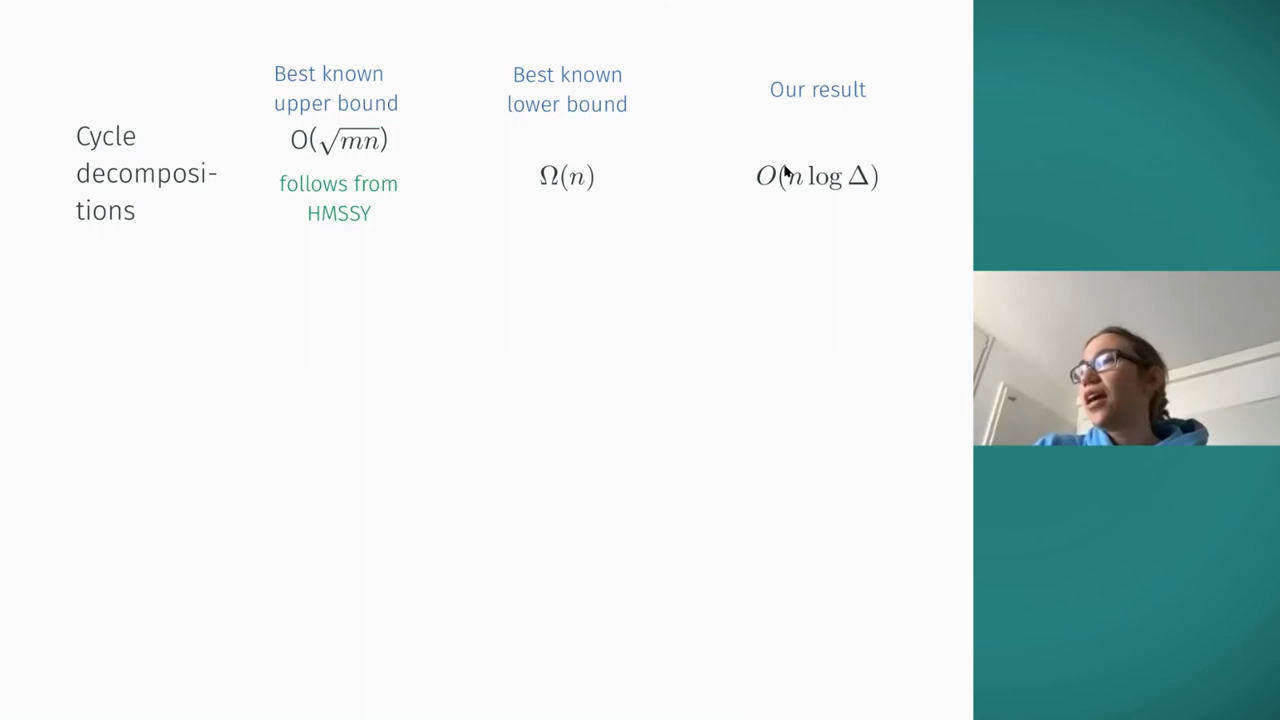 Best known
upper bound
Best known
lower bound
Our result
Cycle
decomposi-
tions
O(√mn)
follows from
HMSSY
Ω(n)
O(n log Δ)